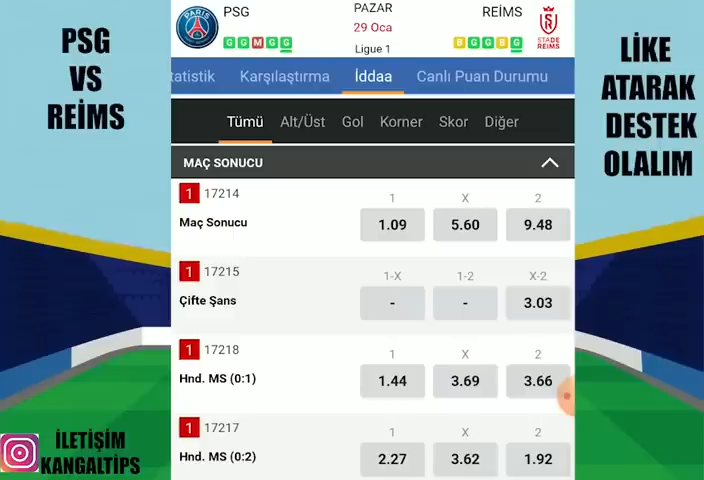 PSG
VS
REİMS
PSG
G G M G G
PAZAR
29 Oca
Ligue 1
REİMS
B G G B G
STADE
DE REIMS
LİKE
ATARAK
DESTEK
OLALIM
tatistik Karşılaştırma İddaa Canlı Puan Durumu
Tümü Alt/Üst Gol Korner Skor Diğer
MAÇ SONUCU
1 17214
1 X 2
Maç Sonucu 1.09 5.60 9.48
1 17215
1-X 1-2 X-2
Çifte Şans - - 3.03
1 17218
1 X 2
Hnd. MS (0:1) 1.44 3.69 3.66
1 17217
1 X 2
Hnd. MS (0:2) 2.27 3.62 1.92
İLETİŞİM
KANGALTİPS